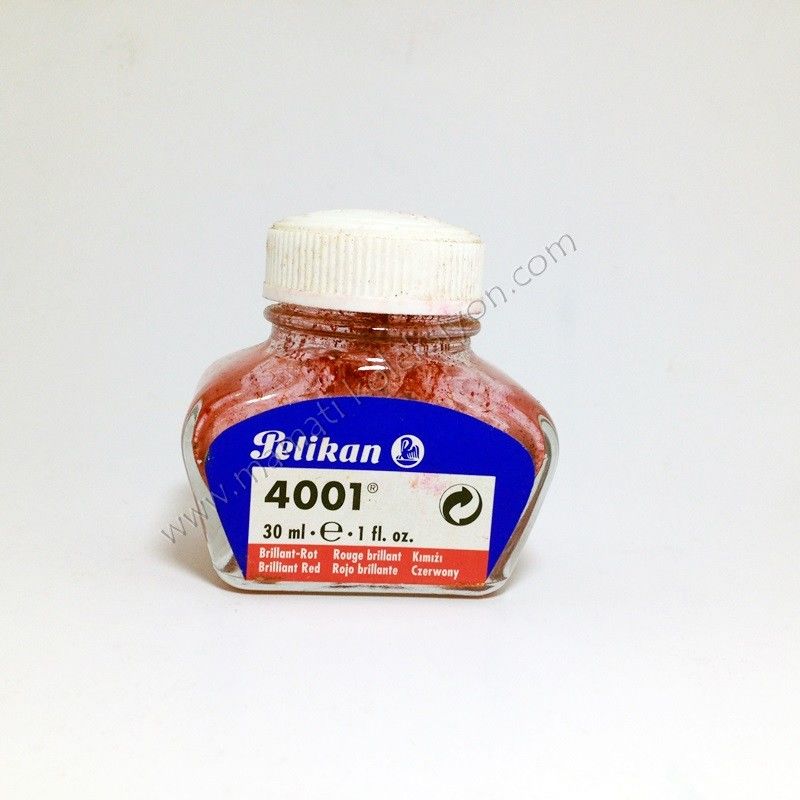 Pelikan
4001®
30 ml · ℮ · 1 fl. oz.
Brillant-Rot Rouge brillant Kımızı
Brilliant Red Rojo brillante Czerwony